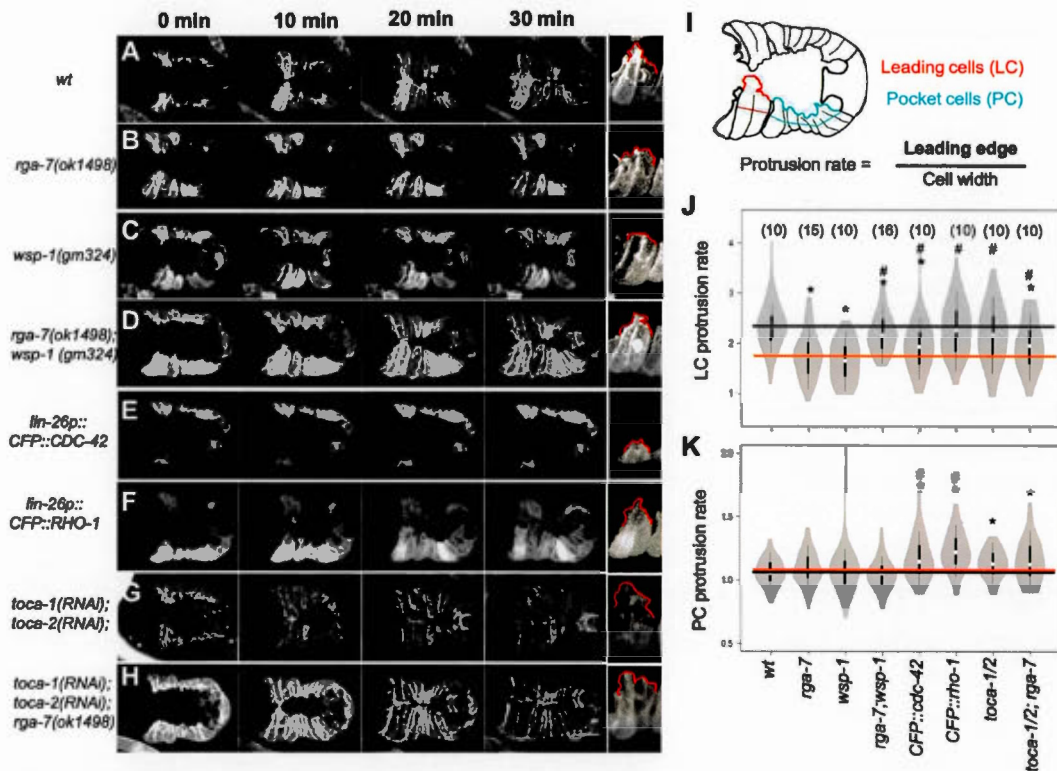 0 min 10 min 20 min 30 min
A
wt
B
rga-7(ok1498)
C
wsp-1(gm324)
D
rga-7(ok1498);
wsp-1 (gm324)
E
lin-26p::
CFP::CDC-42
F
lin-26p::
CFP::RHO-1
G
toca-1(RNAi);
toca-2(RNAi);
H
toca-1(RNAi);
toca-2(RNAi);
rga-7(ok1498)
I
Leading cells (LC)
Pocket cells (PC)
Protrusion rate =
Leading edge
Cell width
J
(10) (15) (10) (16) (10) (10) (10) (10)
# # # # #
* * * * *
LC protrusion rate
4
3
2
1
K
PC protrusion rate
2.0
1.5
1.0
0.5
# #
* * * *
wt
rga-7
wsp-1
rga-7;wsp-1
CFP::cdc-42
CFP::rho-1
toca-1/2
toca-1/2; rga-7